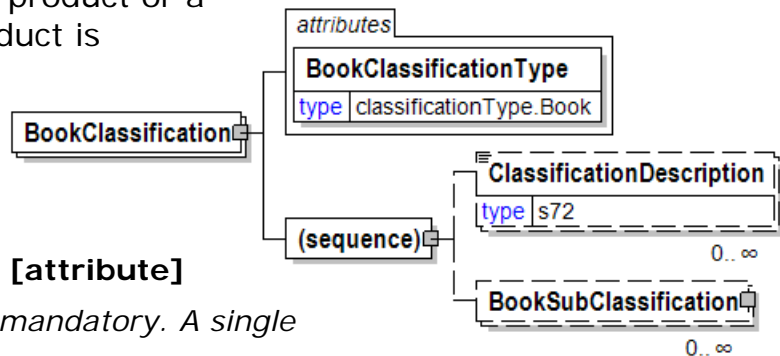 product or a
duct is
attributes
BookClassificationType
type classificationType.Book
BookClassification
ClassificationDescription
type s72
0.. ∞
(sequence)
[attribute]
BookSubClassification
mandatory. A single
0.. ∞